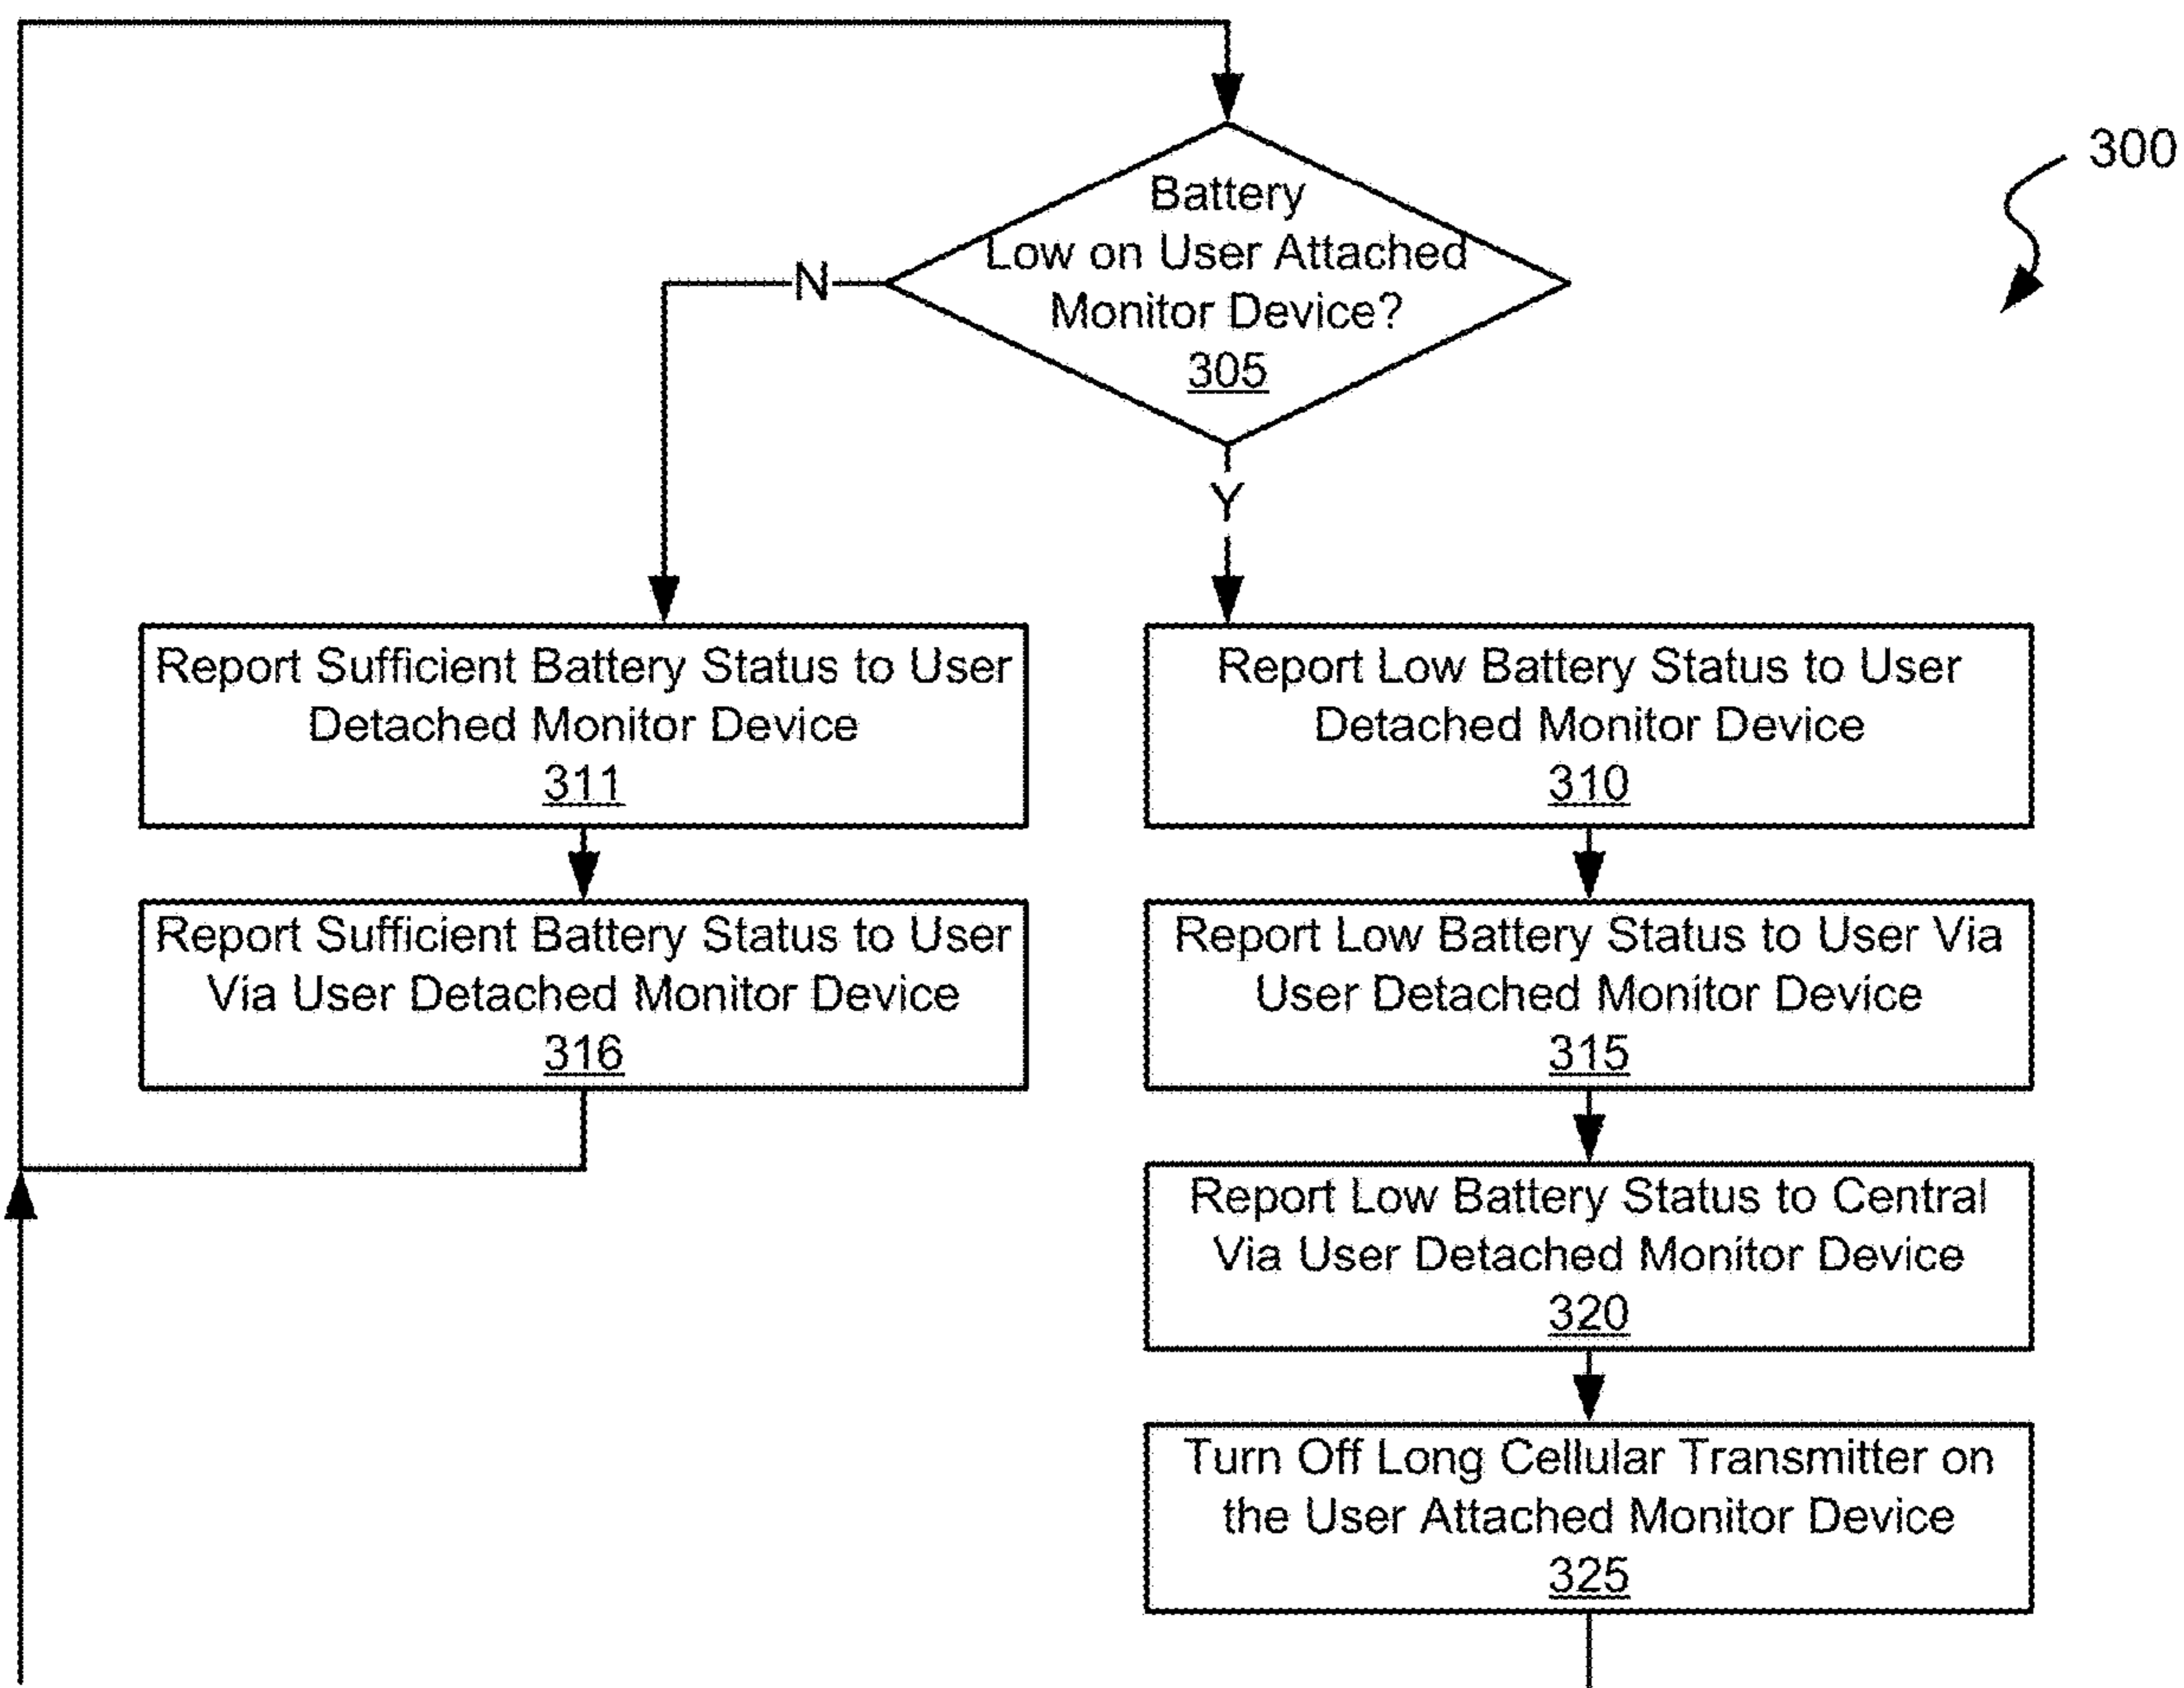 300
Battery
Low on User Attached
Monitor Device?
305
N
Y
Report Sufficient Battery Status to User
Detached Monitor Device
311
Report Low Battery Status to User
Detached Monitor Device
310
Report Sufficient Battery Status to User
Via User Detached Monitor Device
316
Report Low Battery Status to User Via
User Detached Monitor Device
315
Report Low Battery Status to Central
Via User Detached Monitor Device
320
Turn Off Long Cellular Transmitter on
the User Attached Monitor Device
325